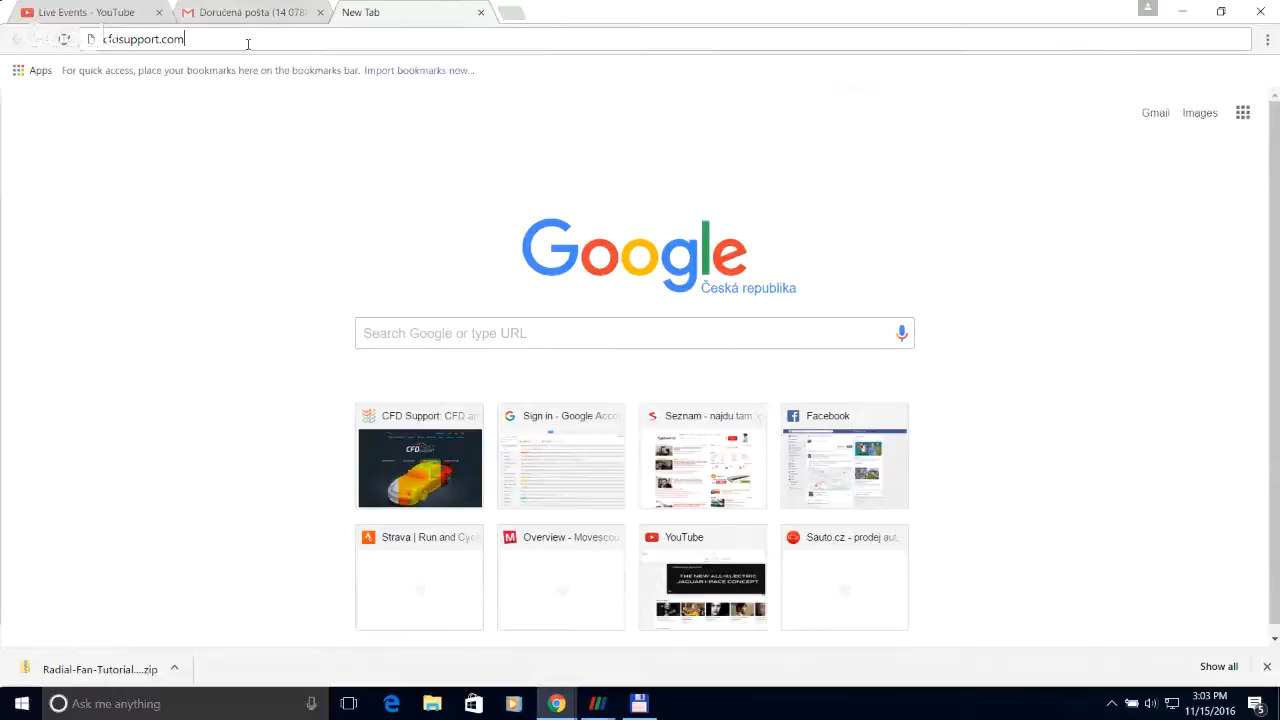 Live Events - YouTube
Doručená pošta (14 078
New Tab
cfdsupport.com
Apps
For quick access, place your bookmarks here on the bookmarks bar. Import bookmarks now...
Gmail Images
Google
Česká republika
Search Google or type URL
CFD Support: CFD an
Sign in - Google Acco
Seznam - najdu tam
Facebook
CFD
Strava | Run and Cyc
Overview - Movescou
YouTube
Sauto.cz - prodej aut,
THE NEW ALL-ELECTRIC
JAGUAR I-PACE CONCEPT
Radial-Fan-Tutorial....zip
Show all
Ask me anything
3:03 PM
11/15/2016
5